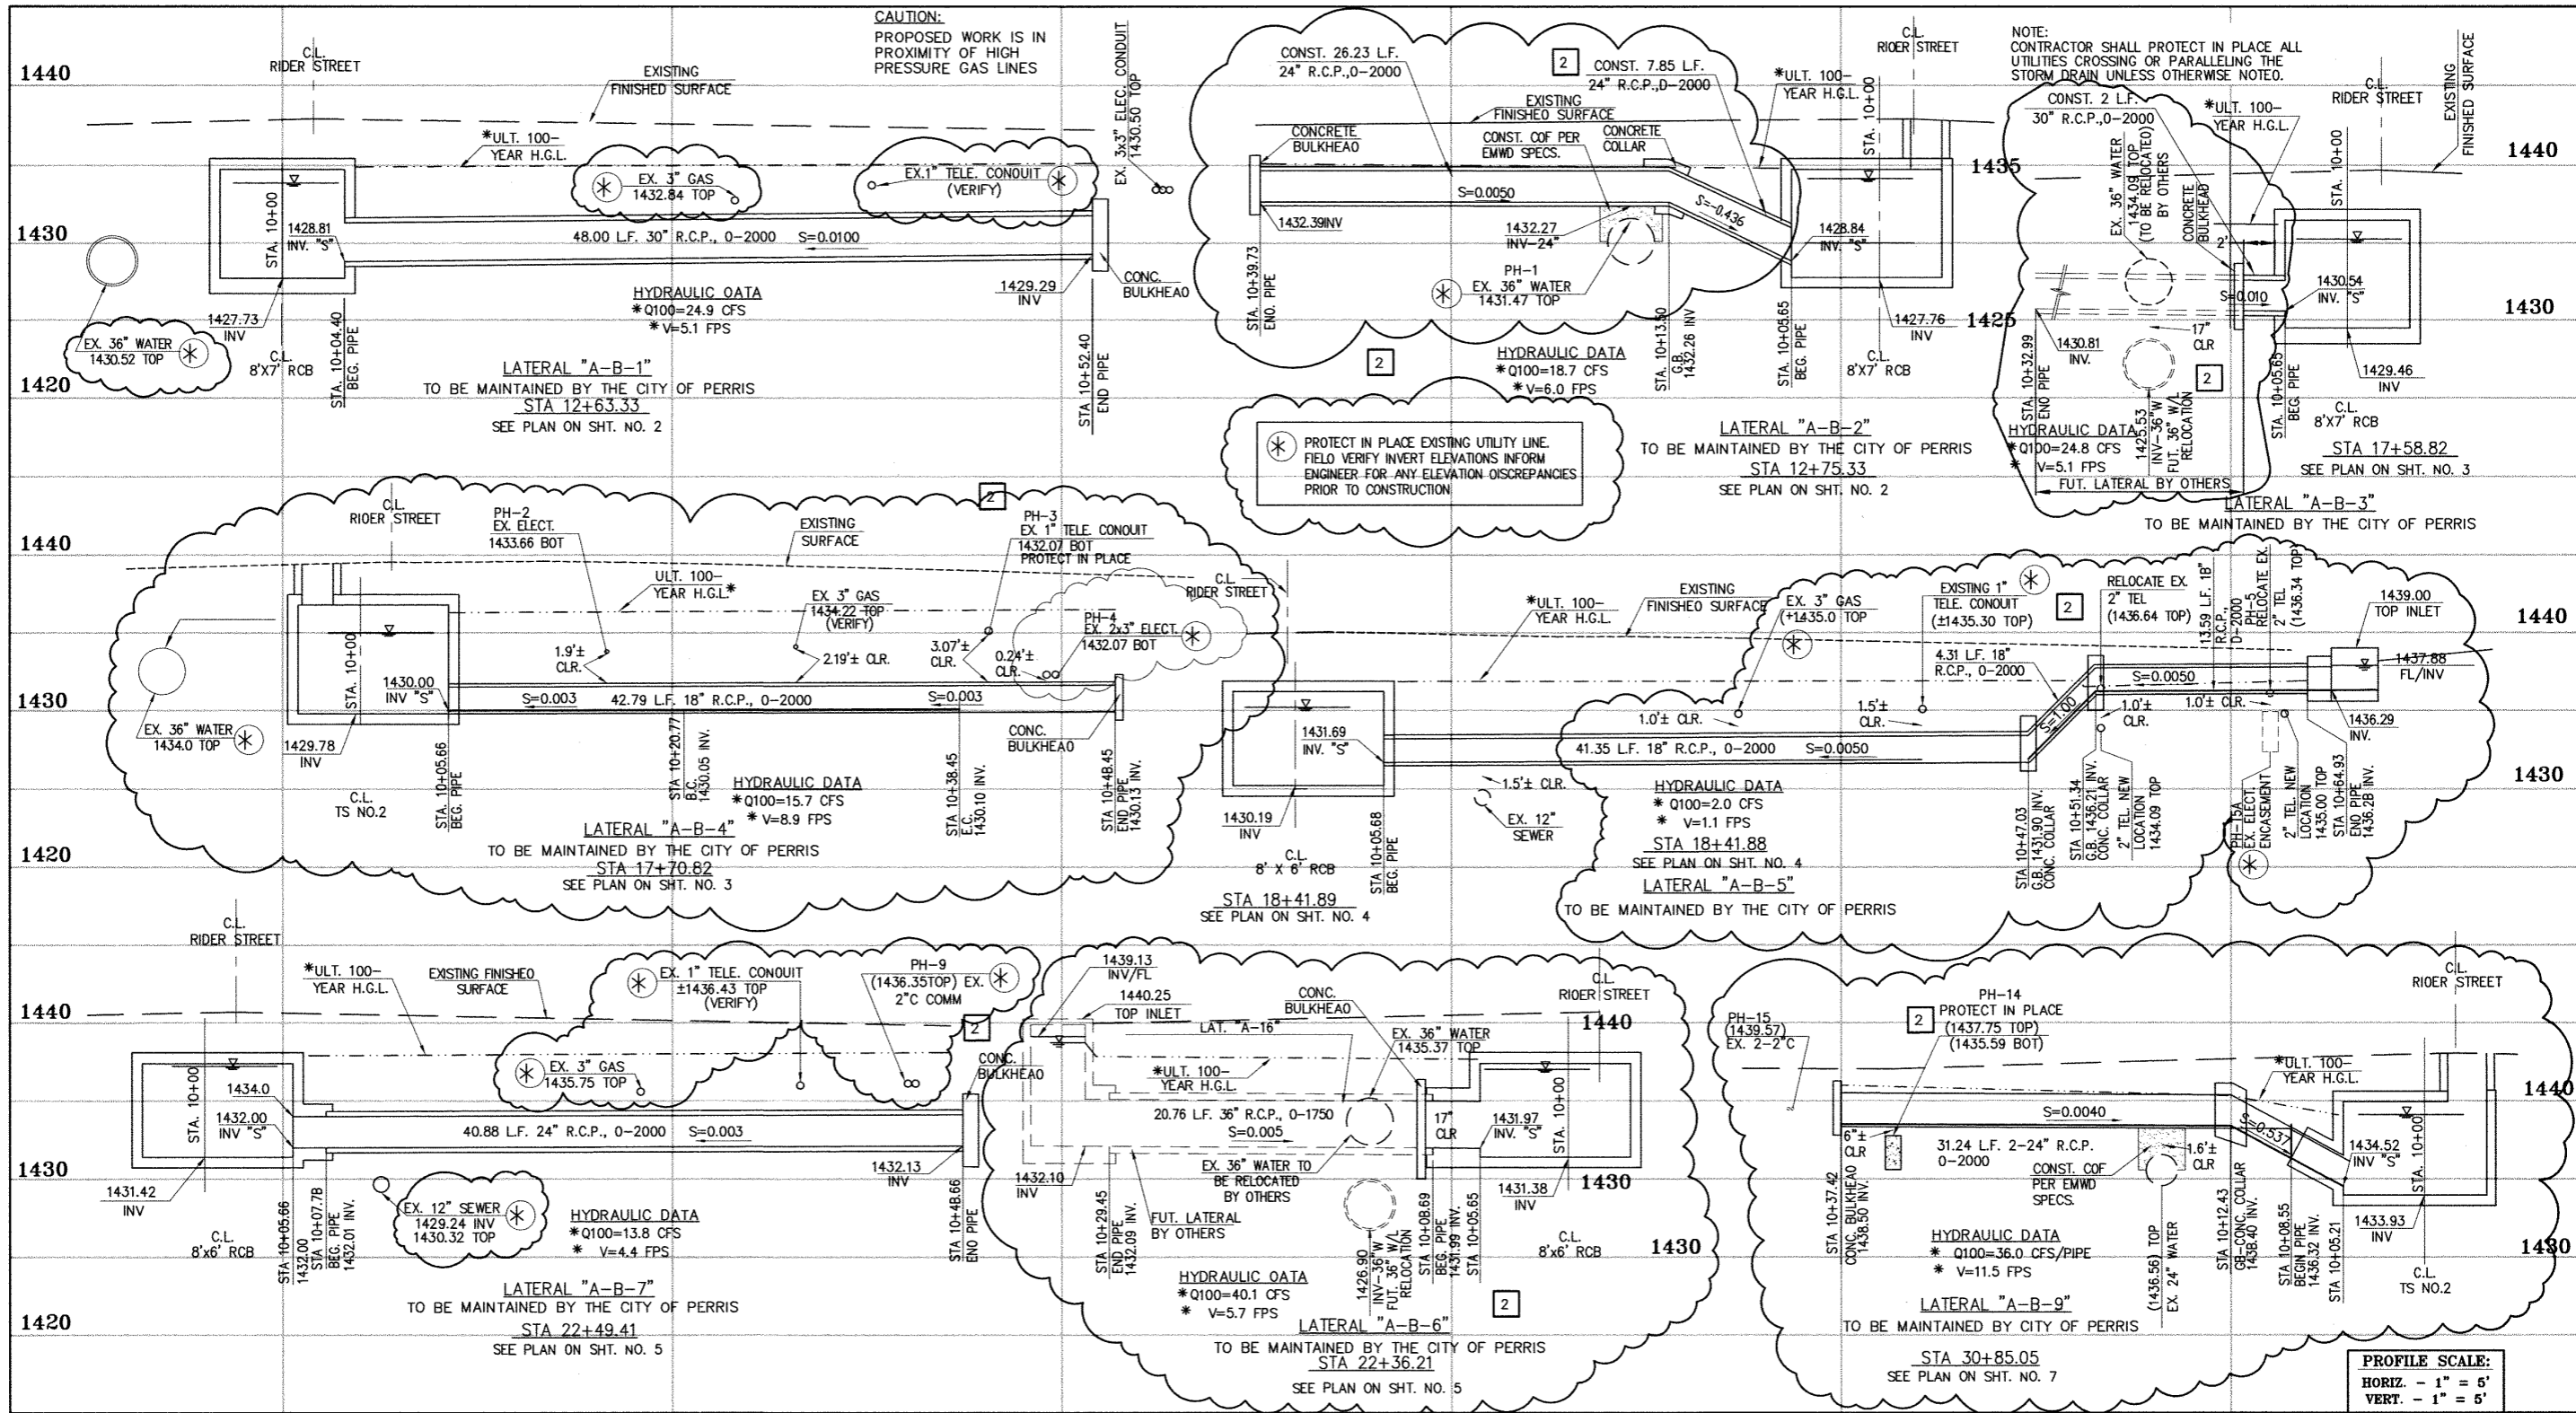 CAUTION:
PROPOSED WORK IS IN
PROXIMITY OF HIGH
PRESSURE GAS LINES
NOTE:
CONTRACTOR SHALL PROTECT IN PLACE ALL
UTILITIES CROSSING OR PARALLELING THE
STORM DRAIN UNLESS OTHERWISE NOTED.
1440
1430
1420
C.L.
RIDER STREET
EXISTING
FINISHED SURFACE
*ULT. 100-
YEAR H.G.L.
EX. 3" GAS
1432.84 TOP
EX.1" TELE. CONDUIT
(VERIFY)
EX. 3x3" ELEC. CONDUIT
1430.50 TOP
STA. 10+00
1428.81
INV. "S"
48.00 L.F. 30" R.C.P., D-2000 S=0.0100
1427.73
INV
EX. 36" WATER
1430.52 TOP
C.L.
8'X7' RCB
STA. 10+04.40
BEG. PIPE
HYDRAULIC DATA
*Q100=24.9 CFS
*V=5.1 FPS
1429.29
INV
CONC.
BULKHEAD
STA 10+52.40
END PIPE
LATERAL "A-B-1"
TO BE MAINTAINED BY THE CITY OF PERRIS
STA 12+63.33
SEE PLAN ON SHT. NO. 2
CONST. 26.23 L.F.
24" R.C.P.,D-2000
2
CONST. 7.85 L.F.
24" R.C.P.,D-2000
*ULT. 100-
YEAR H.G.L.
C.L.
RIDER STREET
STA. 10+00
EXISTING
FINISHED SURFACE
CONCRETE
BULKHEAD
CONST. COF PER
EMWD SPECS.
CONCRETE
COLLAR
1435
1425
S=0.0050
S=-0.436
1432.39INV
1432.27
INV-24"
1428.84
INV. "S"
PH-1
EX. 36" WATER
1431.47 TOP
STA. 10+39.73
END. PIPE
STA. 10+13.50
G.B.
1432.26 INV
STA. 10+05.65
BEG. PIPE
1427.76
INV
C.L.
8'X7' RCB
2
HYDRAULIC DATA
*Q100=18.7 CFS
*V=6.0 FPS
LATERAL "A-B-2"
TO BE MAINTAINED BY THE CITY OF PERRIS
STA 12+75.33
SEE PLAN ON SHT. NO. 2
PROTECT IN PLACE EXISTING UTILITY LINE.
FIELD VERIFY INVERT ELEVATIONS INFORM
ENGINEER FOR ANY ELEVATION DISCREPANCIES
PRIOR TO CONSTRUCTION
CONST. 2 L.F.
30" R.C.P.,D-2000
*ULT. 100-
YEAR H.G.L.
C.L.
RIDER STREET
EXISTING
FINISHED SURFACE
1440
1430
EX. 36" WATER
1434.09 TOP
(TO BE RELOCATED)
BY OTHERS
CONCRETE
BULKHEAD
2'
STA. 10+00
S=0.010
1430.54
INV. "S"
17"
CLR
1430.81
INV.
2
1429.46
INV
STA. 10+32.99
END PIPE
1425.53
INV-36"W
FUT. 36" W/L
RELOCATION
STA. 10+05.65
BEG. PIPE
C.L.
8'X7' RCB
HYDRAULIC DATA
*Q100=24.8 CFS
* V=5.1 FPS
FUT. LATERAL BY OTHERS
STA 17+58.82
SEE PLAN ON SHT. NO. 3
LATERAL "A-B-3"
TO BE MAINTAINED BY THE CITY OF PERRIS
1440
1430
1420
C.L.
RIDER STREET
PH-2
EX. ELECT.
1433.66 BOT
EXISTING
SURFACE
2
PH-3
EX. 1" TELE. CONDUIT
1432.07 BOT
PROTECT IN PLACE
ULT. 100-
YEAR H.G.L.*
EX. 3" GAS
1434.22 TOP
(VERIFY)
PH-4
EX. 2x3" ELECT.
1432.07 BOT
1.9'±
CLR.
2.19'± CLR.
3.07'±
CLR.
0.24'±
CLR.
STA. 10+00
1430.00
INV "S"
S=0.003 42.79 L.F. 18" R.C.P., D-2000 S=0.003
EX. 36" WATER
1434.0 TOP
1429.78
INV
C.L.
TS NO.2
STA. 10+05.66
BEG. PIPE
STA 10+20.77
B.C.
1430.05 INV.
HYDRAULIC DATA
*Q100=15.7 CFS
* V=8.9 FPS
STA 10+38.45
E.C.
1430.10 INV.
CONC.
BULKHEAD
STA 10+48.45
END PIPE
1430.13 INV.
LATERAL "A-B-4"
TO BE MAINTAINED BY THE CITY OF PERRIS
STA 17+70.82
SEE PLAN ON SHT. NO. 3
C.L.
RIDER STREET
*ULT. 100-
YEAR H.G.L.
EXISTING
FINISHED SURFACE
EX. 3" GAS
(+1435.0 TOP
EXISTING 1"
TELE. CONDUIT
(±1435.30 TOP)
2
RELOCATE EX.
2" TEL
(1436.64 TOP)
13.59 L.F. 18"
R.C.P.,
D-2000
PH-5
RELOCATE EX.
2" TEL
(1436.34 TOP)
1439.00
TOP INLET
1440
1430
1437.88
FL/INV
4.31 L.F. 18"
R.C.P., D-2000
S=0.0050
S=1.00
1.0'± CLR.
1.5'±
CLR.
1.0'±
CLR.
1.0'± CLR.
1436.29
INV.
STA. 10+00
1431.69
INV. "S"
41.35 L.F. 18" R.C.P., D-2000 S=0.0050
1.5'± CLR.
EX. 12"
SEWER
1430.19
INV
C.L.
8' X 6' RCB
STA 10+05.68
BEG. PIPE
HYDRAULIC DATA
* Q100=2.0 CFS
* V=1.1 FPS
STA 18+41.88
SEE PLAN ON SHT. NO. 4
LATERAL "A-B-5"
TO BE MAINTAINED BY THE CITY OF PERRIS
STA 18+41.89
SEE PLAN ON SHT. NO. 4
STA 10+47.03
G.B. 1431.90 INV.
CONC. COLLAR
STA 10+51.34
G.B. 1436.21 INV.
CONC. COLLAR
2" TEL. NEW
LOCATION
1434.09 TOP
PH-15A
EX. ELECT.
ENCASEMENT
2" TEL. NEW
LOCATION
1435.00 TOP
STA 10+64.93
END PIPE
1436.28 INV.
1440
1430
1420
C.L.
RIDER STREET
*ULT. 100-
YEAR H.G.L.
EXISTING FINISHED
SURFACE
EX. 1" TELE. CONDUIT
±1436.43 TOP
(VERIFY)
PH-9
(1436.35TOP) EX.
2"C COMM
2
EX. 3" GAS
1435.75 TOP
CONC.
BULKHEAD
STA. 10+00
1434.0
1432.00
INV "S"
40.88 L.F. 24" R.C.P., D-2000 S=0.003
1431.42
INV
1432.13
INV
C.L.
8'x6' RCB
STA 10+05.66
1432.00
STA 10+07.78
BEG. PIPE
1432.01 INV.
EX. 12" SEWER
1429.24 INV
1430.32 TOP
HYDRAULIC DATA
*Q100=13.8 CFS
* V=4.4 FPS
STA 10+48.66
END PIPE
LATERAL "A-B-7"
TO BE MAINTAINED BY THE CITY OF PERRIS
STA 22+49.41
SEE PLAN ON SHT. NO. 5
1439.13
INV/FL
1440.25
TOP INLET
CONC.
BULKHEAD
C.L.
RIDER STREET
LAT. "A-16"
EX. 36" WATER
1435.37 TOP
1440
1430
1430
*ULT. 100-
YEAR H.G.L.
20.76 L.F. 36" R.C.P., D-1750
S=0.005
17"
CLR
1431.97
INV. "S"
STA. 10+00
1432.10
INV
EX. 36" WATER TO
BE RELOCATED
BY OTHERS
1431.38
INV
STA 10+29.45
END PIPE
1432.09 INV.
FUT. LATERAL
BY OTHERS
1426.90
INV-36"W
FUT. 36" W/L
RELOCATION
STA 10+08.69
BEG. PIPE
1431.99 INV.
STA 10+05.65
C.L.
8'x6' RCB
HYDRAULIC DATA
*Q100=40.1 CFS
* V=5.7 FPS
2
LATERAL "A-B-6"
TO BE MAINTAINED BY THE CITY OF PERRIS
STA 22+36.21
SEE PLAN ON SHT. NO. 5
PH-15
(1439.57)
EX. 2-2"C
2
PH-14
PROTECT IN PLACE
(1437.75 TOP)
(1435.59 BOT)
C.L.
RIDER STREET
*ULT. 100-
YEAR H.G.L.
1440
1430
S=0.0040
S=0.537
6"±
CLR
31.24 L.F. 2-24" R.C.P.
D-2000
CONST. COF
PER EMWD
SPECS.
1.6'±
CLR
1434.52
INV "S"
STA. 10+00
1433.93
INV
STA 10+37.42
CONC. BULKHEAD
1438.50 INV.
HYDRAULIC DATA
* Q100=36.0 CFS/PIPE
* V=11.5 FPS
(1436.56) TOP
EX. 24" WATER
STA 10+12.43
GB-CONC. COLLAR
1438.40 INV.
STA 10+08.55
BEGIN PIPE
1436.32 INV.
STA 10+05.21
C.L.
TS NO.2
LATERAL "A-B-9"
TO BE MAINTAINED BY CITY OF PERRIS
STA 30+85.05
SEE PLAN ON SHT. NO. 7
PROFILE SCALE:
HORIZ. - 1" = 5'
VERT. - 1" = 5'